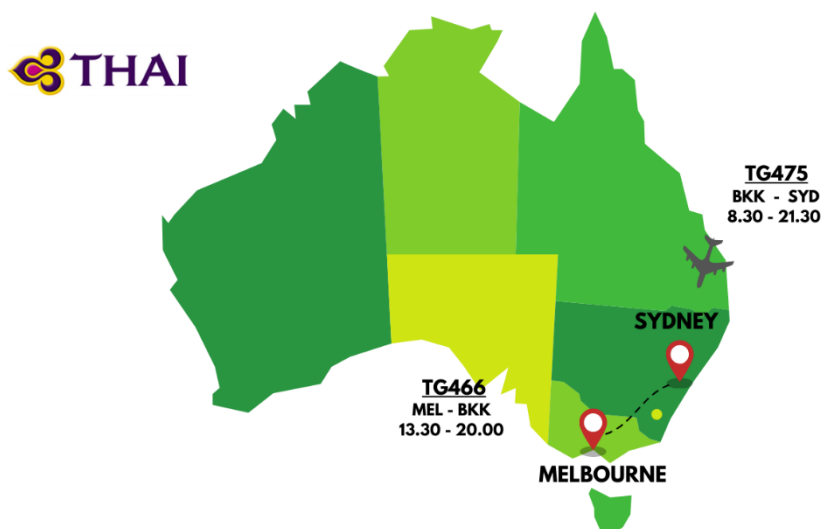 THAI
TG475
BKK - SYD
8.30 - 21.30
SYDNEY
TG466
MEL - BKK
13.30 - 20.00
MELBOURNE